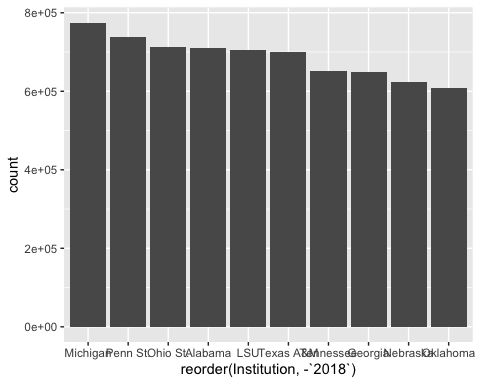 8e+05
6e+05
4e+05
2e+05
0e+00
count
Michigan Penn St Ohio St Alabama LSU Texas A&M Tennessee Georgia Nebraska Oklahoma
reorder(Institution, -`2018`)